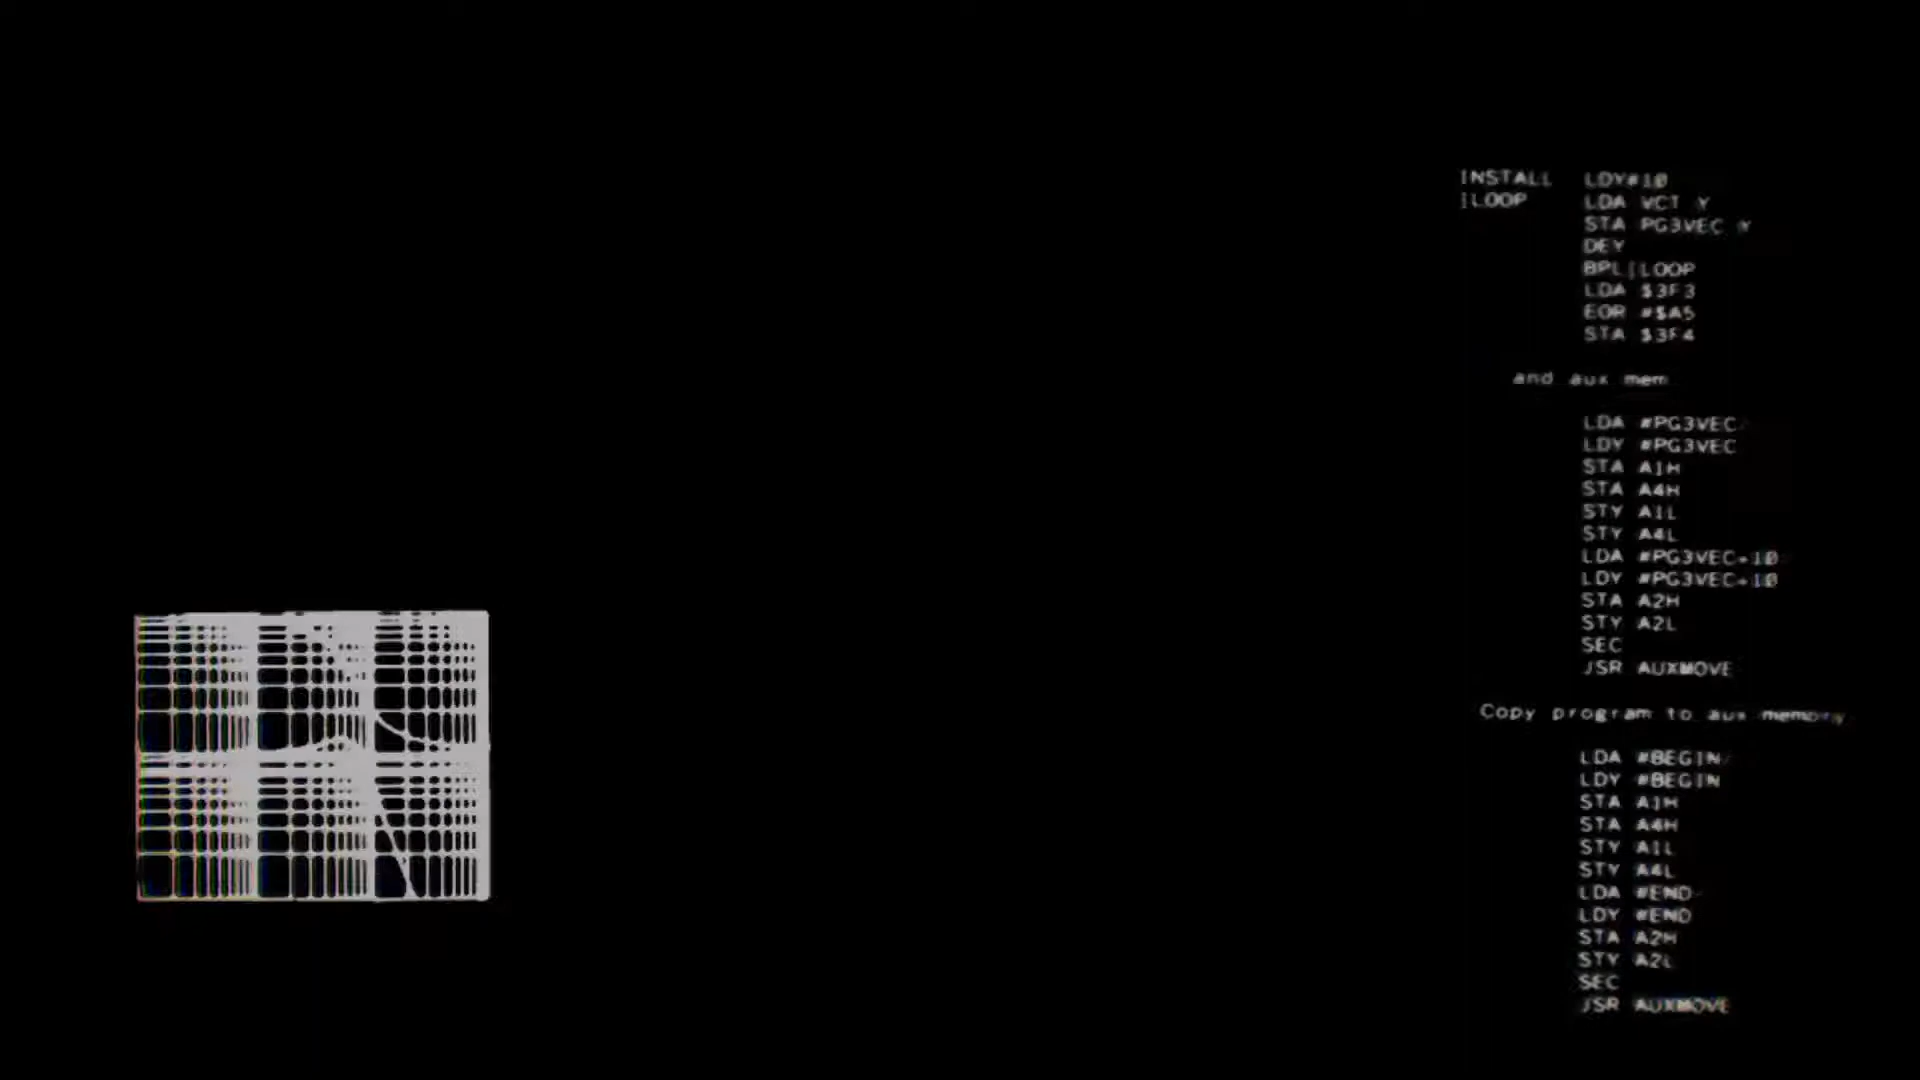 INSTALL LDY#10
ILOOP LDA VCT Y
STA PG3VEC Y
DEY
BPL ILOOP
LDA $3F3
EOR #$A5
STA $3F4
and aux mem
LDA #PG3VEC
LDY #PG3VEC
STA A1H
STA A4H
STY A1L
STY A4L
LDA #PG3VEC+10
LDY #PG3VEC+10
STA A2H
STY A2L
SEC
JSR AUXMOVE
Copy program to aux memory
LDA #BEGIN
LDY #BEGIN
STA A1H
STA A4H
STY A1L
STY A4L
LDA #END
LDY #END
STA A2H
STY A2L
SEC
JSR AUXMOVE